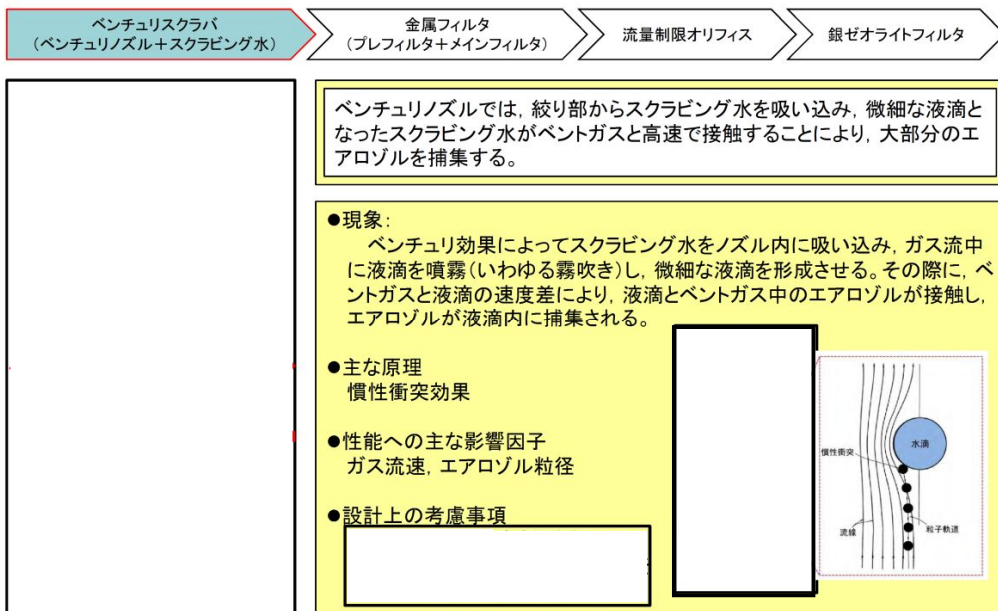 ベンチュリスクラバ
(ベンチュリノズル+スクラビング水)
金属フィルタ
(プレフィルタ+メインフィルタ)
流量制限オリフィス
銀ゼオライトフィルタ
ベンチュリノズルでは, 絞り部からスクラビング水を吸い込み, 微細な液滴と
なったスクラビング水がベントガスと高速で接触することにより, 大部分のエ
アロゾルを捕集する。
●現象:
ベンチュリ効果によってスクラビング水をノズル内に吸い込み, ガス流中
に液滴を噴霧(いわゆる霧吹き)し, 微細な液滴を形成させる。その際に, ベ
ントガスと液滴の速度差により, 液滴とベントガス中のエアロゾルが接触し,
エアロゾルが液滴内に捕集される。
●主な原理
慣性衝突効果
●性能への主な影響因子
ガス流速, エアロゾル粒径
●設計上の考慮事項
水滴
慣性衝突
流線
粒子軌道